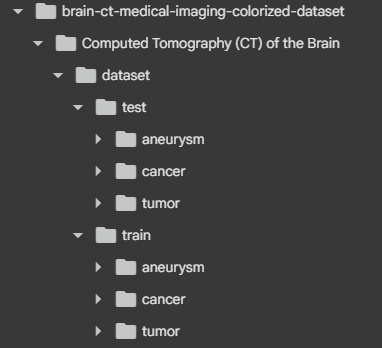 brain-ct-medical-imaging-colorized-dataset
Computed Tomography (CT) of the Brain
dataset
test
aneurysm
cancer
tumor
train
aneurysm
cancer
tumor